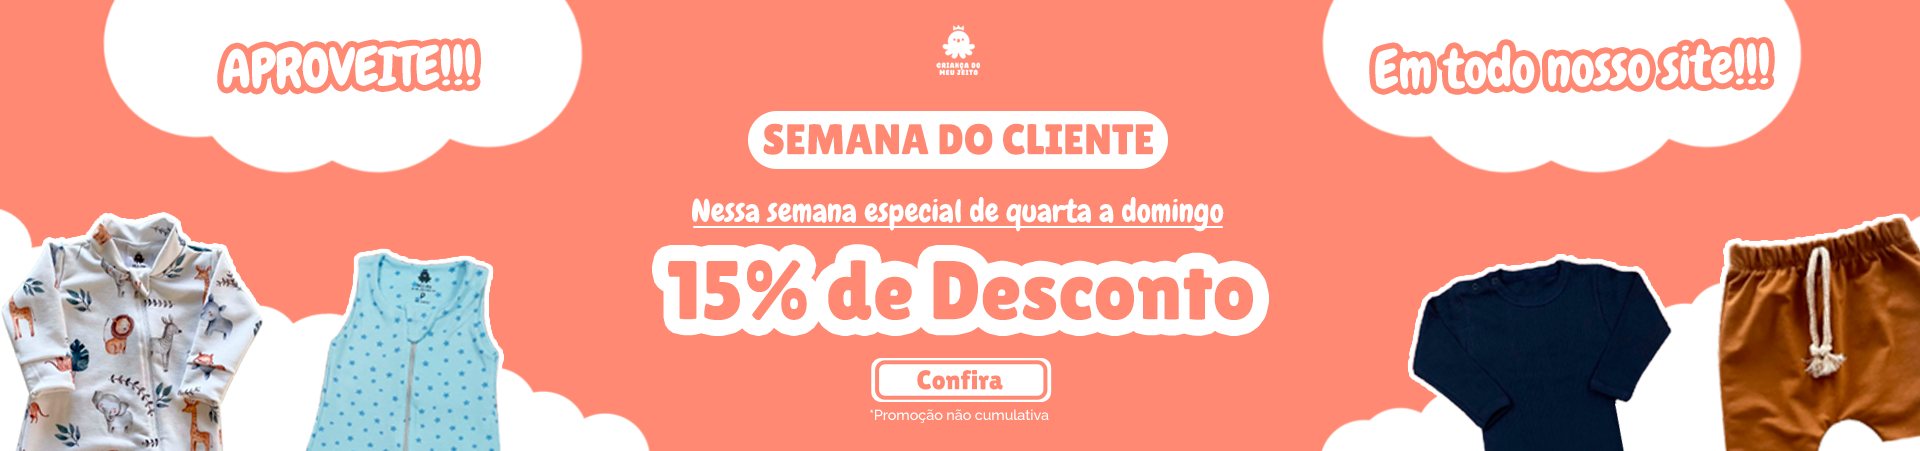 APROVEITE!!!
CRIANÇA DO
MEU JEITO
Em todo nosso site!!!
SEMANA DO CLIENTE
Nessa semana especial de quarta a domingo
15% de Desconto
Confira
*Promoção não cumulativa